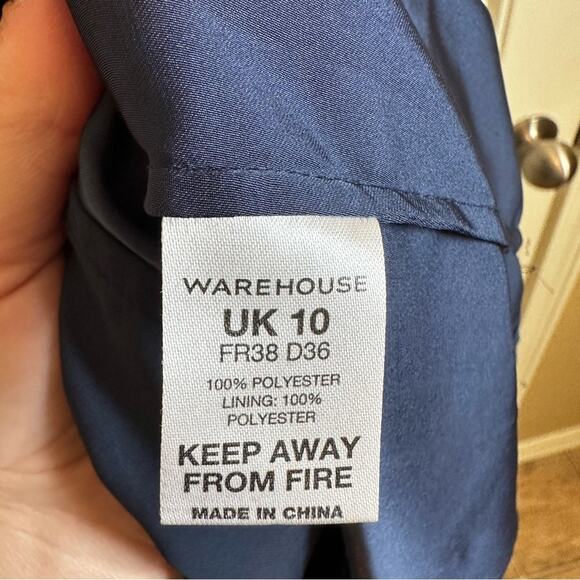 WAREHOUSE
UK 10
FR38 D36
100% POLYESTER
LINING: 100%
POLYESTER
KEEP AWAY
FROM FIRE
MADE IN CHINA